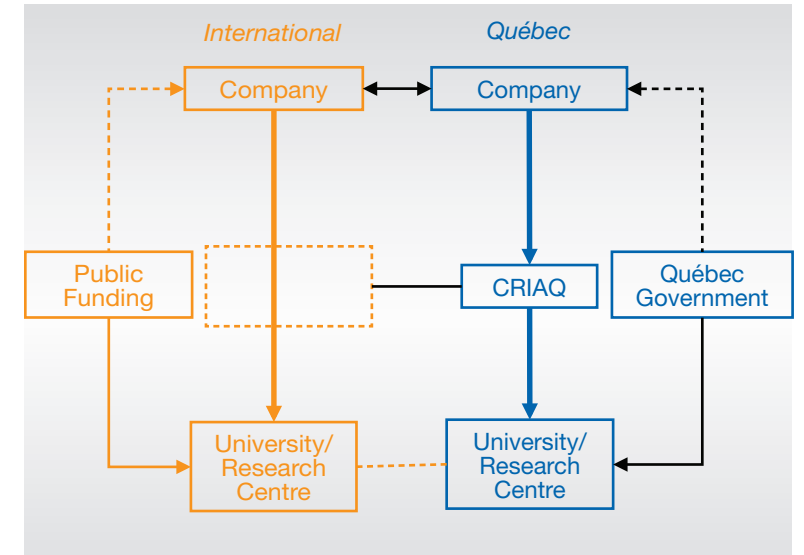 International
Québec
Company
Company
Public
Funding
CRIAQ
Québec
Government
University/
Research
Centre
University/
Research
Centre